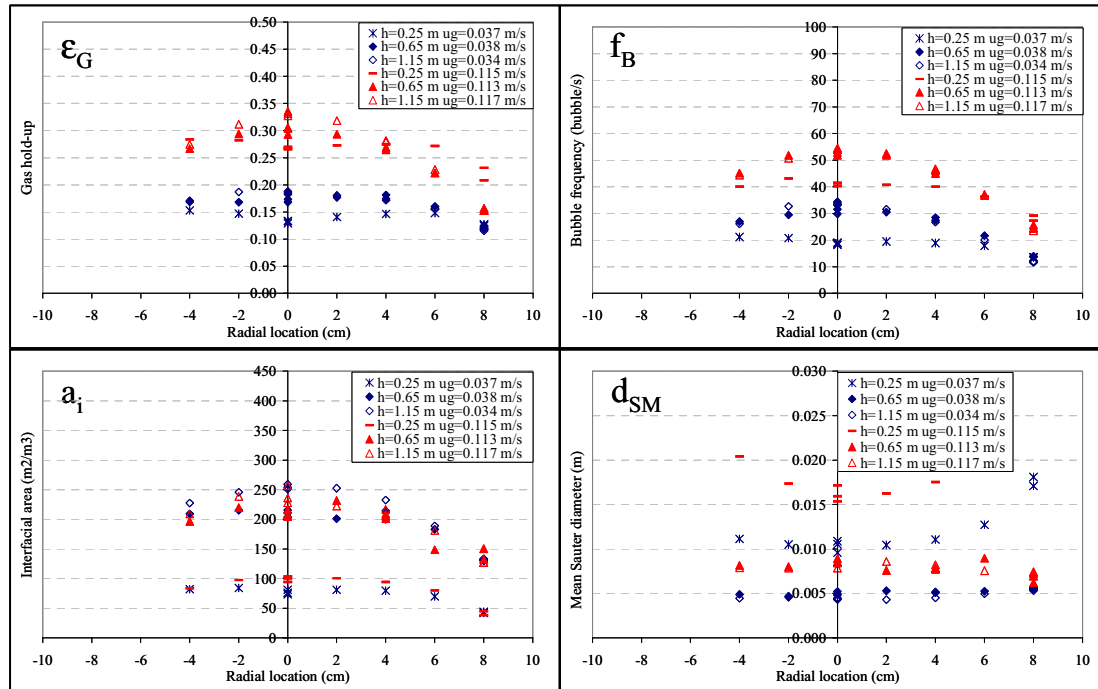 εG
Gas hold-up
0.50
0.45
0.40
0.35
0.30
0.25
0.20
0.15
0.10
0.05
0.00
h=0.25 m ug=0.037 m/s
h=0.65 m ug=0.038 m/s
h=1.15 m ug=0.034 m/s
h=0.25 m ug=0.115 m/s
h=0.65 m ug=0.113 m/s
h=1.15 m ug=0.117 m/s
-10 -8 -6 -4 -2 0 2 4 6 8 10
Radial location (cm)
fB
Bubble frequency (bubble/s)
100
90
80
70
60
50
40
30
20
10
0
h=0.25 m ug=0.037 m/s
h=0.65 m ug=0.038 m/s
h=1.15 m ug=0.034 m/s
h=0.25 m ug=0.115 m/s
h=0.65 m ug=0.113 m/s
h=1.15 m ug=0.117 m/s
-10 -8 -6 -4 -2 0 2 4 6 8 10
Radial location (cm)
ai
Interfacial area (m2/m3)
450
400
350
300
250
200
150
100
50
0
h=0.25 m ug=0.037 m/s
h=0.65 m ug=0.038 m/s
h=1.15 m ug=0.034 m/s
h=0.25 m ug=0.115 m/s
h=0.65 m ug=0.113 m/s
h=1.15 m ug=0.117 m/s
-10 -8 -6 -4 -2 0 2 4 6 8 10
Radial location (cm)
dSM
Mean Sauter diameter (m)
0.030
0.025
0.020
0.015
0.010
0.005
0.000
h=0.25 m ug=0.037 m/s
h=0.65 m ug=0.038 m/s
h=1.15 m ug=0.034 m/s
h=0.25 m ug=0.115 m/s
h=0.65 m ug=0.113 m/s
h=1.15 m ug=0.117 m/s
-10 -8 -6 -4 -2 0 2 4 6 8 10
Radial location (cm)